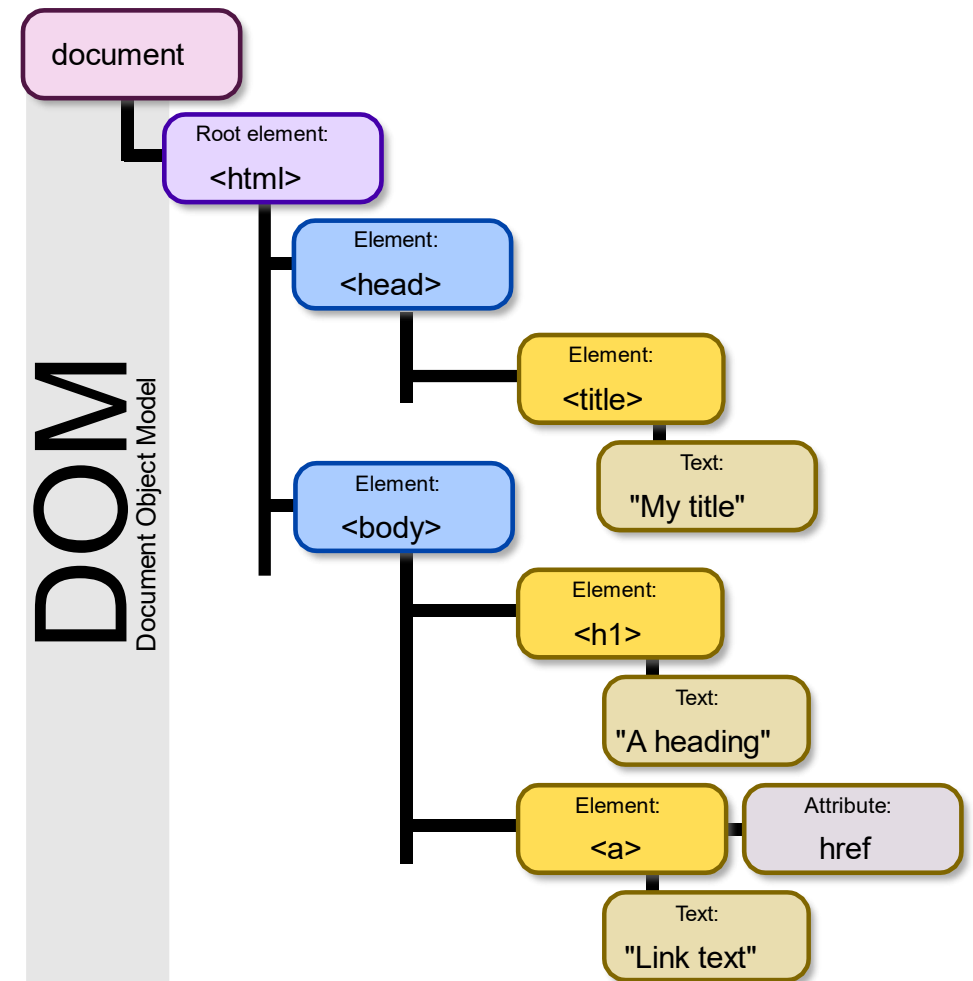 document
Root element:
<html>
Element:
<head>
Element:
<title>
Text:
"My title"
Element:
<body>
Element:
<h1>
Text:
"A heading"
Element:
<a>
Attribute:
href
Text:
"Link text"
DOM
Document Object Model